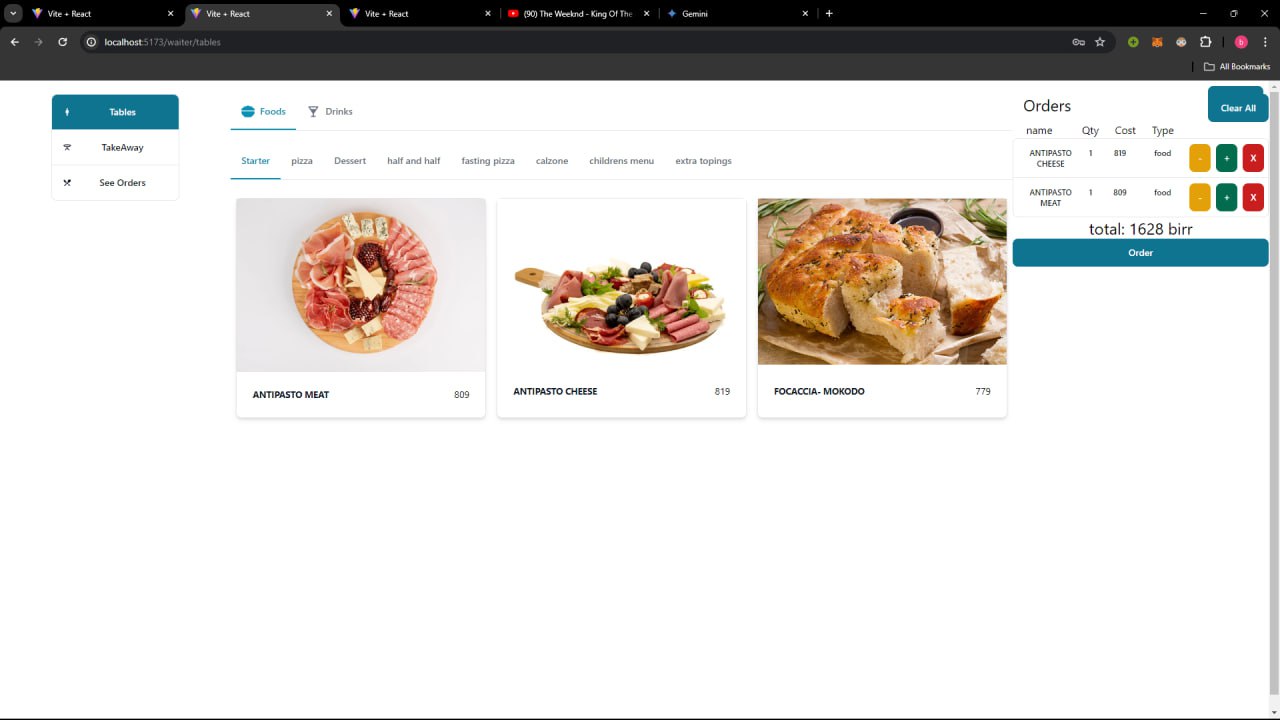 Vite + React
Vite + React
Vite + React
(90) The Weeknd - King Of The
Gemini
localhost:5173/waiter/tables
All Bookmarks
Tables
TakeAway
See Orders
Foods
Drinks
Starter
pizza
Dessert
half and half
fasting pizza
calzone
childrens menu
extra topings
ANTIPASTO MEAT 809
ANTIPASTO CHEESE 819
FOCACCIA- MOKODO 779
Orders
Clear All
name Qty Cost Type
ANTIPASTO
CHEESE
1 819 food - + X
ANTIPASTO
MEAT
1 809 food - + X
total: 1628 birr
Order